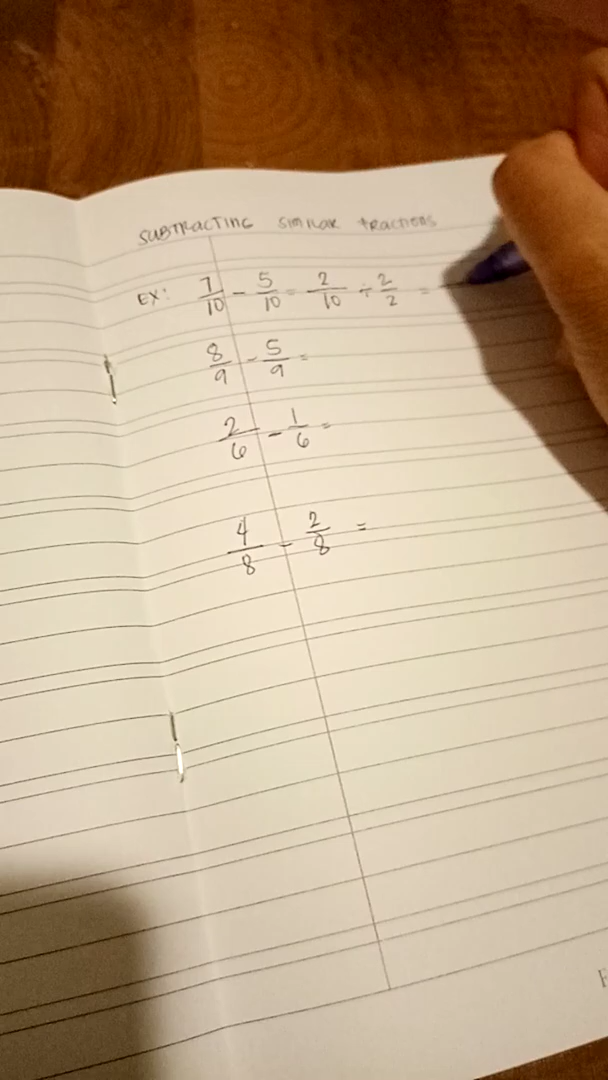 SUBTRACTING SIMILAR FRACTIONS
EX: 7/10 - 5/10 = 2/10 ÷ 2/2 =
8/9 - 5/9 =
2/6 - 1/6 =
4/8 - 2/8 =